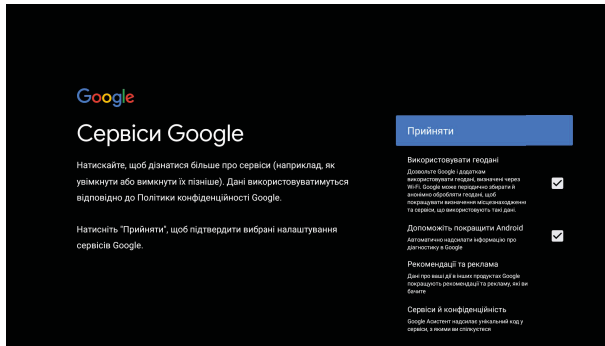 Google
Сервіси Google
Натискайте, щоб дізнатися більше про сервіси (наприклад, як
увімкнути або вимкнути їх пізніше). Дані використовуватимуться
відповідно до Політики конфіденційності Google.
Натисніть "Прийняти", щоб підтвердити вибрані налаштування
сервісів Google.
Прийняти
Використовувати геодані
Дозвольте Google і додаткам
використовувати геодані, визначені через
Wi-Fi. Google може періодично збирати й
анонімно обробляти геодані, щоб
покращувати визначення місцезнаходження
та сервіси, що використовують такі дані.
Допоможіть покращити Android
Автоматично надсилати інформацію про
діагностику в Google
Рекомендації та реклама
Дані про ваші дії в інших продуктах Google
покращують рекомендації та рекламу, які ви
бачите
Сервіси й конфіденційність
Google Асистент надсилає унікальний код у
сервіси, з якими ви спілкуєтеся